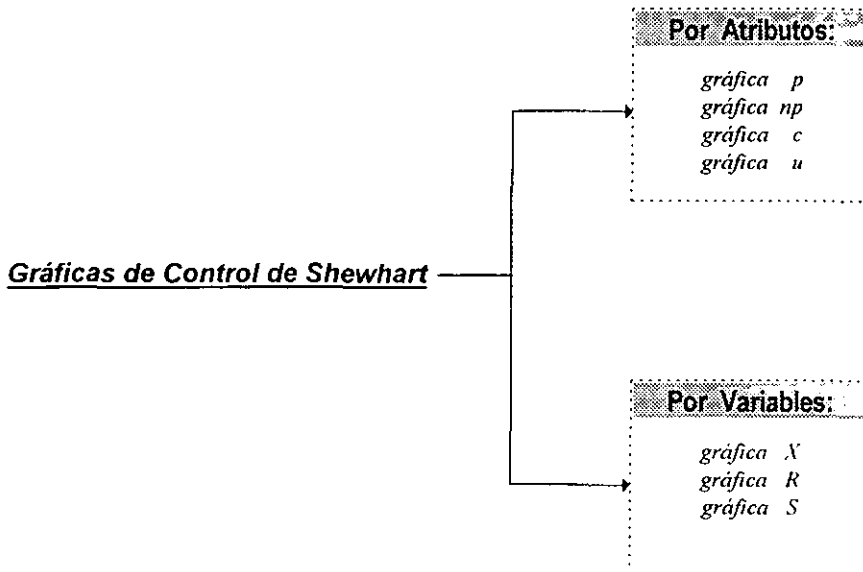 Por Atributos:
gráfica p
gráfica np
gráfica c
gráfica u
Gráficas de Control de Shewhart
Por Variables:
gráfica X
gráfica R
gráfica S